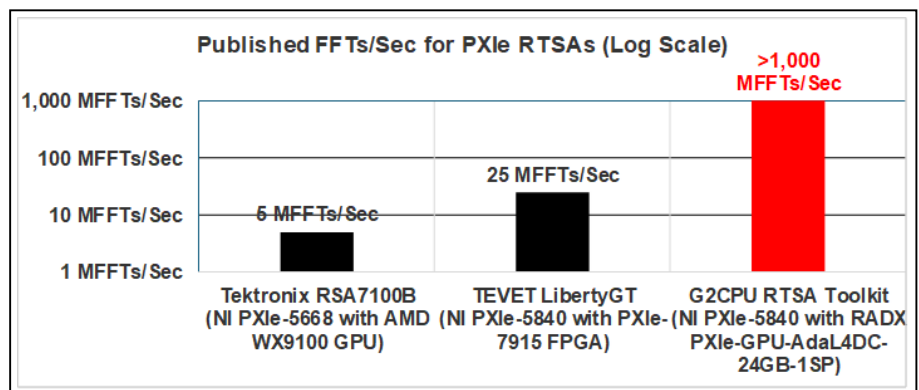 Published FFTs/Sec for PXIe RTSAs (Log Scale)
>1,000
MFFTs/Sec
1,000 MFFTs/Sec
100 MFFTs/Sec
10 MFFTs/Sec
1 MFFTs/Sec
5 MFFTs/Sec
25 MFFTs/Sec
Tektronix RSA7100B
(NI PXIe-5668 with AMD
WX9100 GPU)
TEVET LibertyGT
(NI PXIe-5840 with PXIe-
7915 FPGA)
G2CPU RTSA Toolkit
(NI PXIe-5840 with RADX
PXIe-GPU-AdaL4DC-
24GB-1SP)